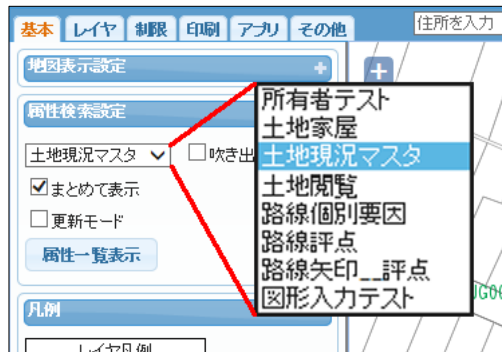 基本 レイヤ 制限 印刷 アプリ その他 住所を入力
地図表示設定 +
+
属性検索設定
土地現況マスタ 吹き出
まとめて表示
更新モード
属性一覧表示
所有者テスト
土地家屋
土地現況マスタ
土地閲覧
路線個別要因
路線評点
路線矢印__評点
図形入力テスト
凡例
レイヤ凡例